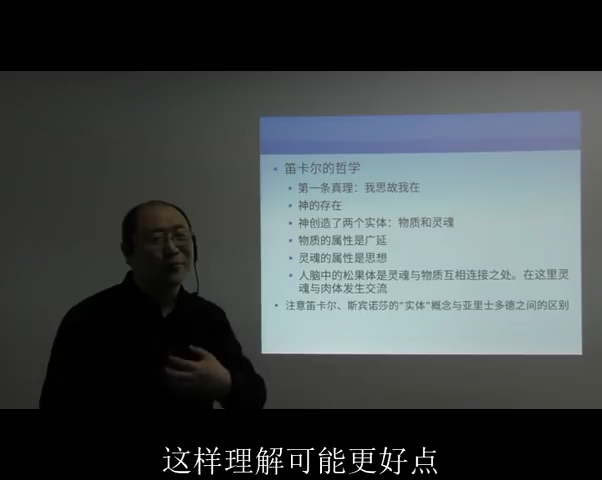 笛卡尔的哲学
第一条真理：我思故我在
神的存在
神创造了两个实体：物质和灵魂
物质的属性是广延
灵魂的属性是思想
人脑中的松果体是灵魂与物质互相连接之处。在这里灵
魂与肉体发生交流
注意笛卡尔、斯宾诺莎的"实体"概念与亚里士多德之间的区别
这样理解可能更好点